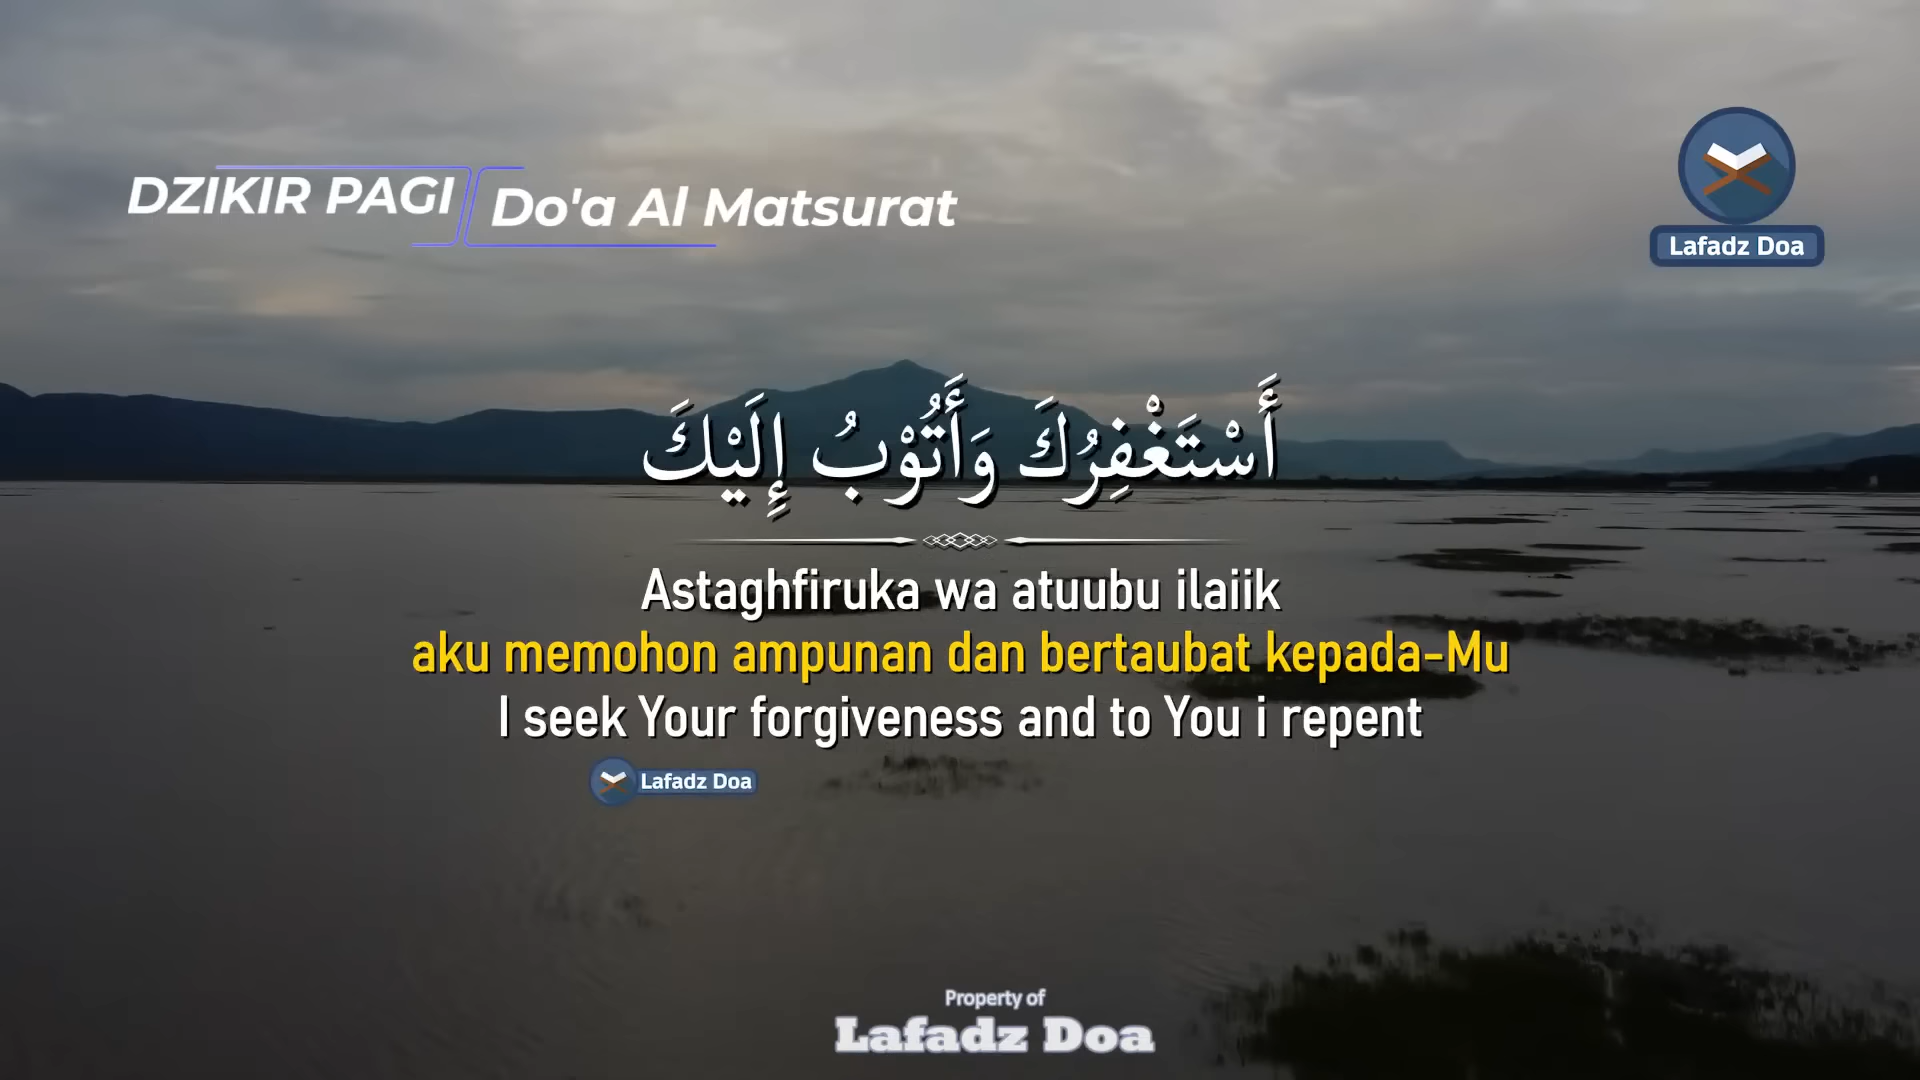 DZIKIR PAGI
Do'a Al Matsurat
Lafadz Doa
أَسْتَغْفِرُكَ وَأَتُوْبُ إِلَيْكَ
Astaghfiruka wa atuubu ilaiik
aku memohon ampunan dan bertaubat kepada-Mu
I seek Your forgiveness and to You i repent
Lafadz Doa
Property of
Lafadz Doa